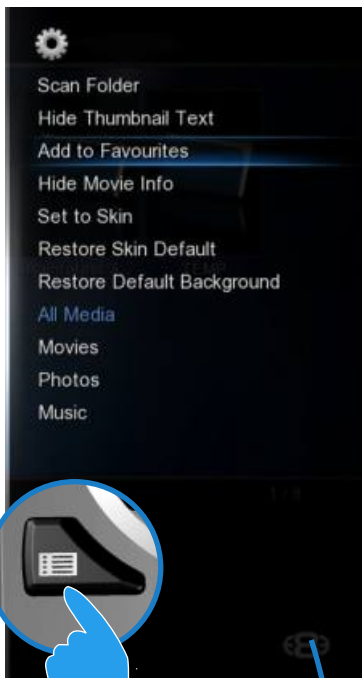 Scan Folder
Hide Thumbnail Text
Add to Favourites
Hide Movie Info
Set to Skin
Restore Skin Default
Restore Default Background
All Media
Movies
Photos
Music